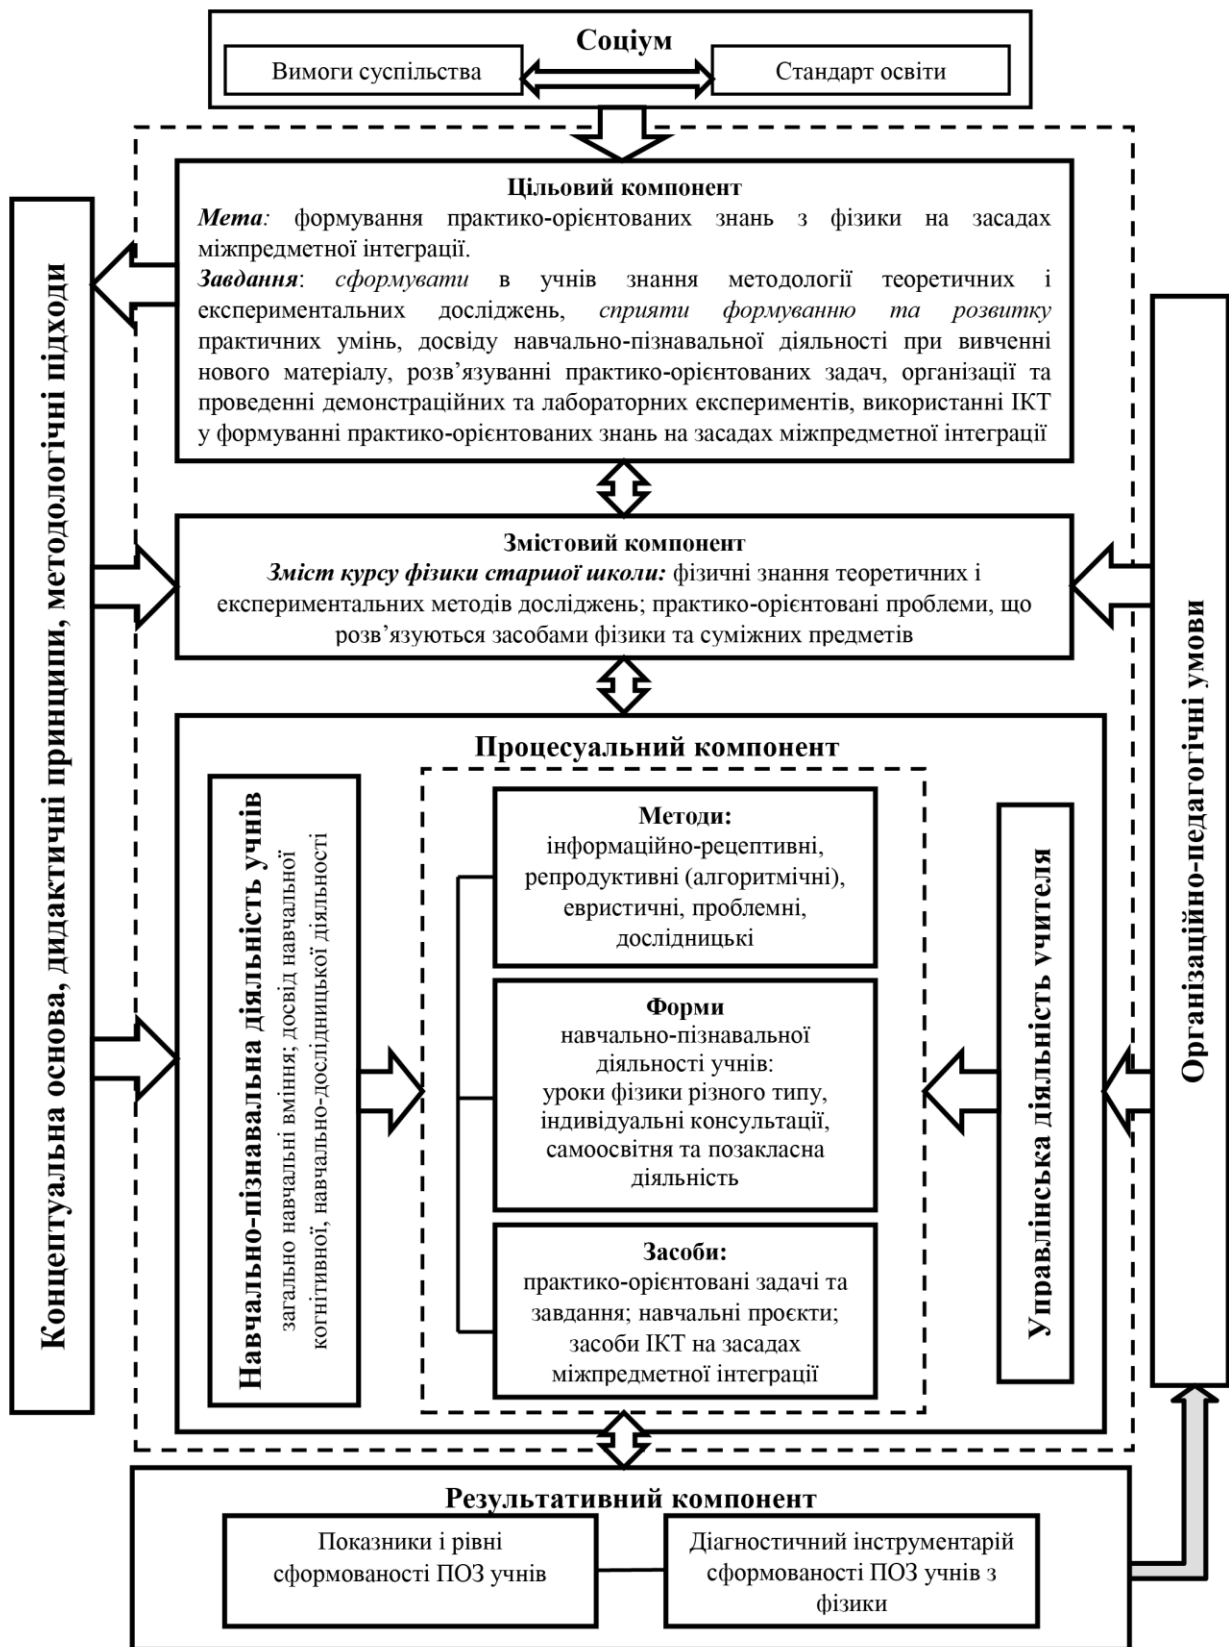 Соціум
Вимоги суспільства
Стандарт освіти
Цільовий компонент
Мета: формування практико-орієнтованих знань з фізики на засадах
міжпредметної інтеграції.
Завдання: сформувати в учнів знання методології теоретичних і
експериментальних досліджень, сприяти формуванню та розвитку
практичних умінь, досвіду навчально-пізнавальної діяльності при вивченні
нового матеріалу, розв’язуванні практико-орієнтованих задач, організації та
проведенні демонстраційних та лабораторних експериментів, використанні ІКТ
у формуванні практико-орієнтованих знань на засадах міжпредметної інтеграції
Концептуальна основа, дидактичні принципи, методологічні підходи
Змістовий компонент
Зміст курсу фізики старшої школи: фізичні знання теоретичних і
експериментальних методів досліджень; практико-орієнтовані проблеми, що
розв’язуються засобами фізики та суміжних предметів
Організаційно-педагогічні умови
Процесуальний компонент
Навчально-пізнавальна діяльність учнів
загально навчальні вміння; досвід навчальної
когнітивної, навчально-дослідницької діяльності
Методи:
інформаційно-рецептивні,
репродуктивні (алгоритмічні),
евристичні, проблемні,
дослідницькі
Форми
навчально-пізнавальної
діяльності учнів:
уроки фізики різного типу,
індивідуальні консультації,
самоосвітня та позакласна
діяльність
Засоби:
практико-орієнтовані задачі та
завдання; навчальні проєкти;
засоби ІКТ на засадах
міжпредметної інтеграції
Управлінська діяльність учителя
Результативний компонент
Показники і рівні
сформованості ПОЗ учнів
Діагностичний інструментарій
сформованості ПОЗ учнів з
фізики